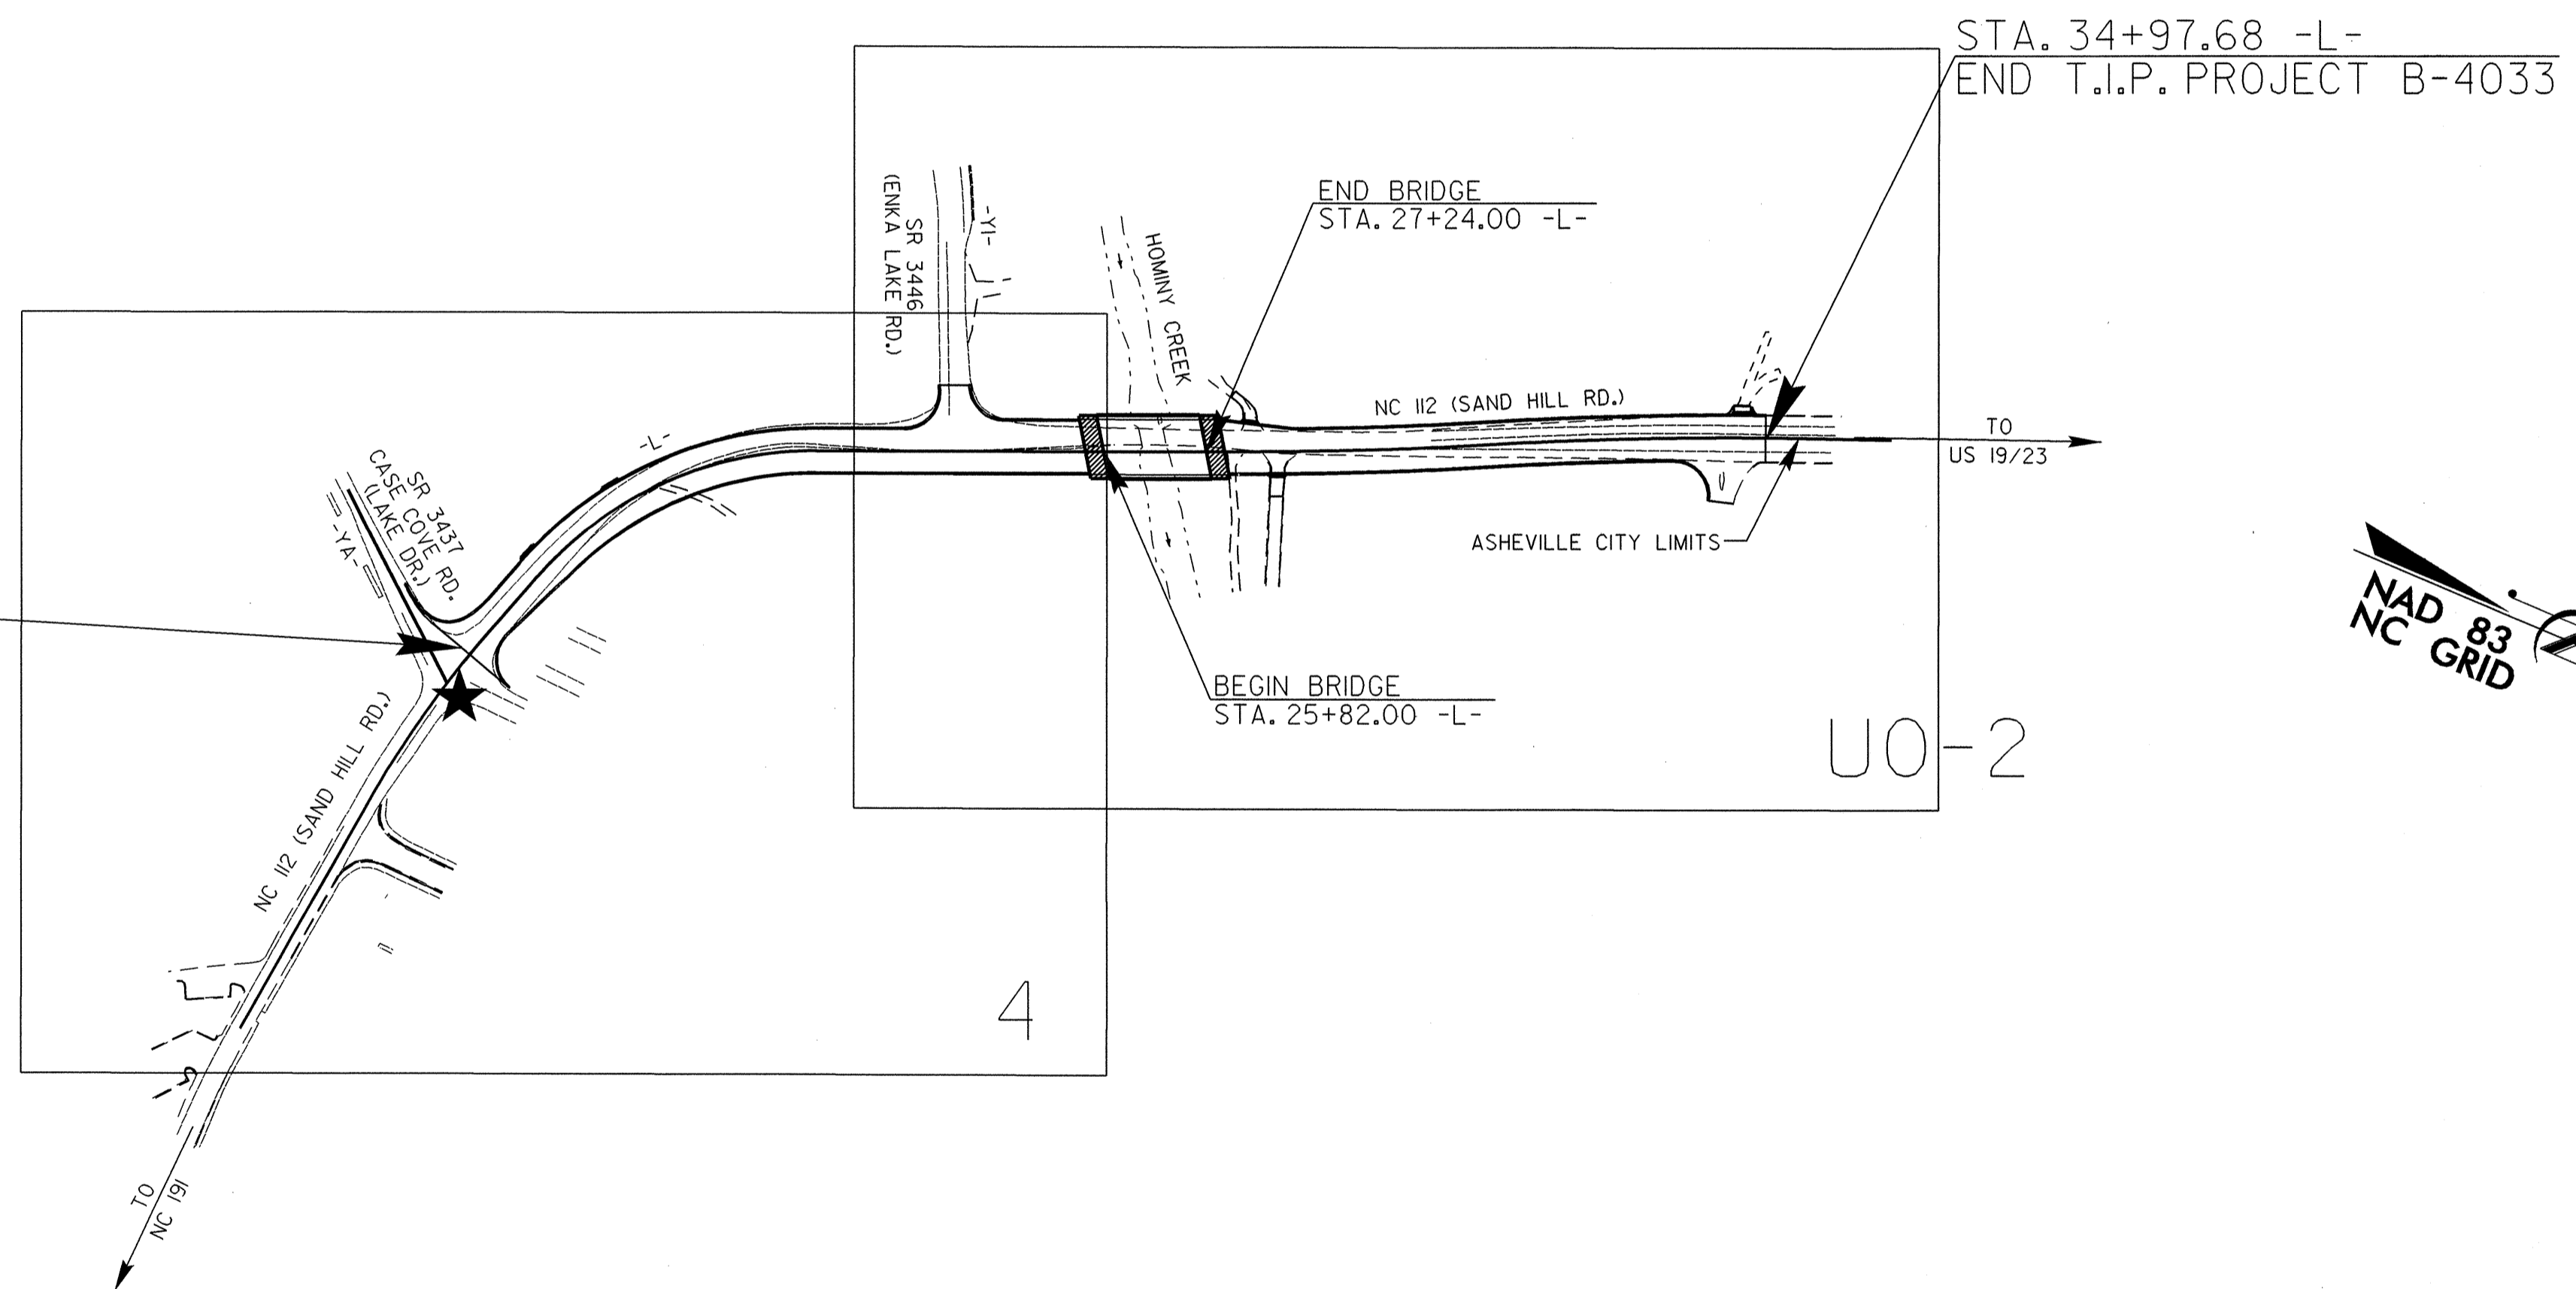 STA. 34+97.68 -L-
END T.I.P. PROJECT B-4033
END BRIDGE
STA. 27+24.00 -L-
SR 3446
(ENKA LAKE RD.)
-Y1-
HOMINY CREEK
NC 112 (SAND HILL RD.)
TO
US 19/23
-L-
SR 3437
CASE COVE RD.
(LAKE DR.)
-YA-
ASHEVILLE CITY LIMITS
NAD 83
NC GRID
BEGIN BRIDGE
STA. 25+82.00 -L-
UO-2
NC 112 (SAND HILL RD.)
4
TO
NC 191